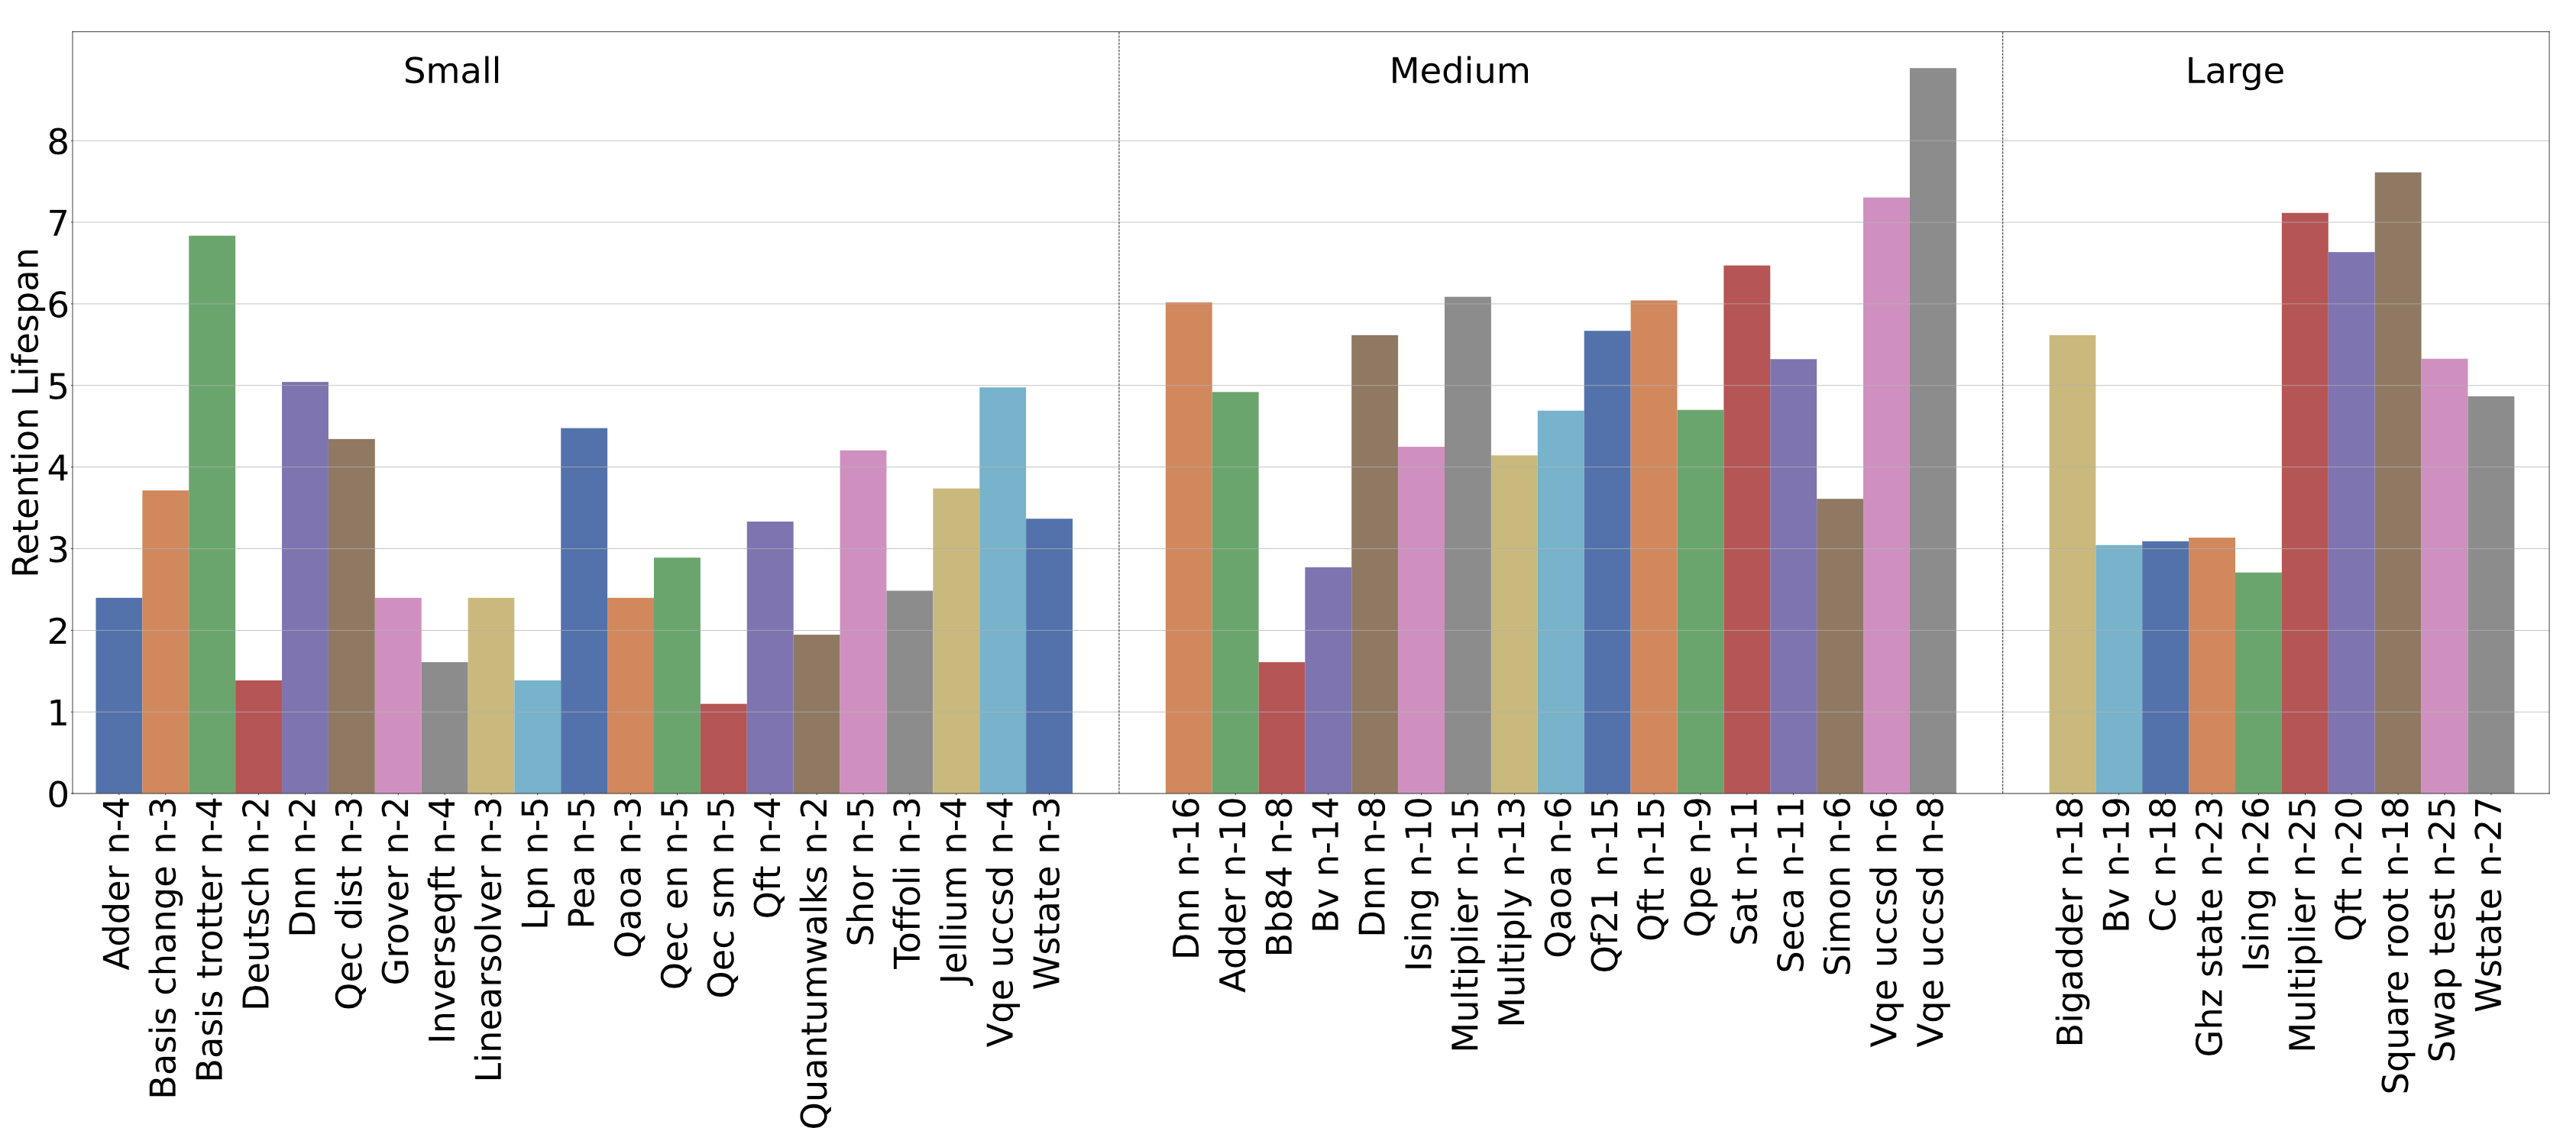 Small
Medium
Large
Retention Lifespan
8
7
6
5
4
3
2
1
0
Adder n-4
Basis change n-3
Basis trotter n-4
Deutsch n-2
Dnn n-2
Qec dist n-3
Grover n-2
Inverseqft n-4
Linearsolver n-3
Lpn n-5
Pea n-5
Qaoa n-3
Qec en n-5
Qec sm n-5
Qft n-4
Quantumwalks n-2
Shor n-5
Toffoli n-3
Jellium n-4
Vqe uccsd n-4
Wstate n-3
Dnn n-16
Adder n-10
Bb84 n-8
Bv n-14
Dnn n-8
Ising n-10
Multiplier n-15
Multiply n-13
Qaoa n-6
Qf21 n-15
Qft n-15
Qpe n-9
Sat n-11
Seca n-11
Simon n-6
Vqe uccsd n-6
Vqe uccsd n-8
Bigadder n-18
Bv n-19
Cc n-18
Ghz state n-23
Ising n-26
Multiplier n-25
Qft n-20
Square root n-18
Swap test n-25
Wstate n-27